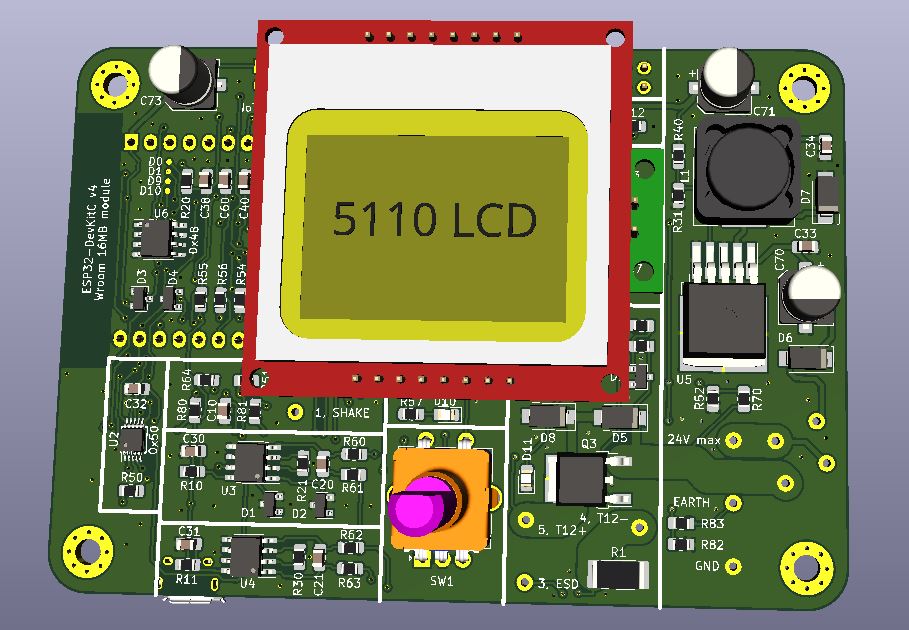 C73
C71
5110 LCD
ESP32-DevKitC v4
Wroom 16MB module
D0
D1
D9
D10
R20
C38
C60
C40
U6
0x48
D3
D4
R55
R56
R54
R40
L1
R31
C34
D7
C33
C70
D6
U5
R52
R70
12
7
R64
R80
C10
R81
1, SHAKE
R57
D10
C32
U2
0x50
R50
C30
R10
U3
R21
C20
R60
R61
D1
D2
C31
R11
U4
R30
C21
R62
R63
SW1
D8
D5
D11
Q3
4, T12-
5, T12+
3, ESD
R1
24V max
EARTH
R83
R82
GND